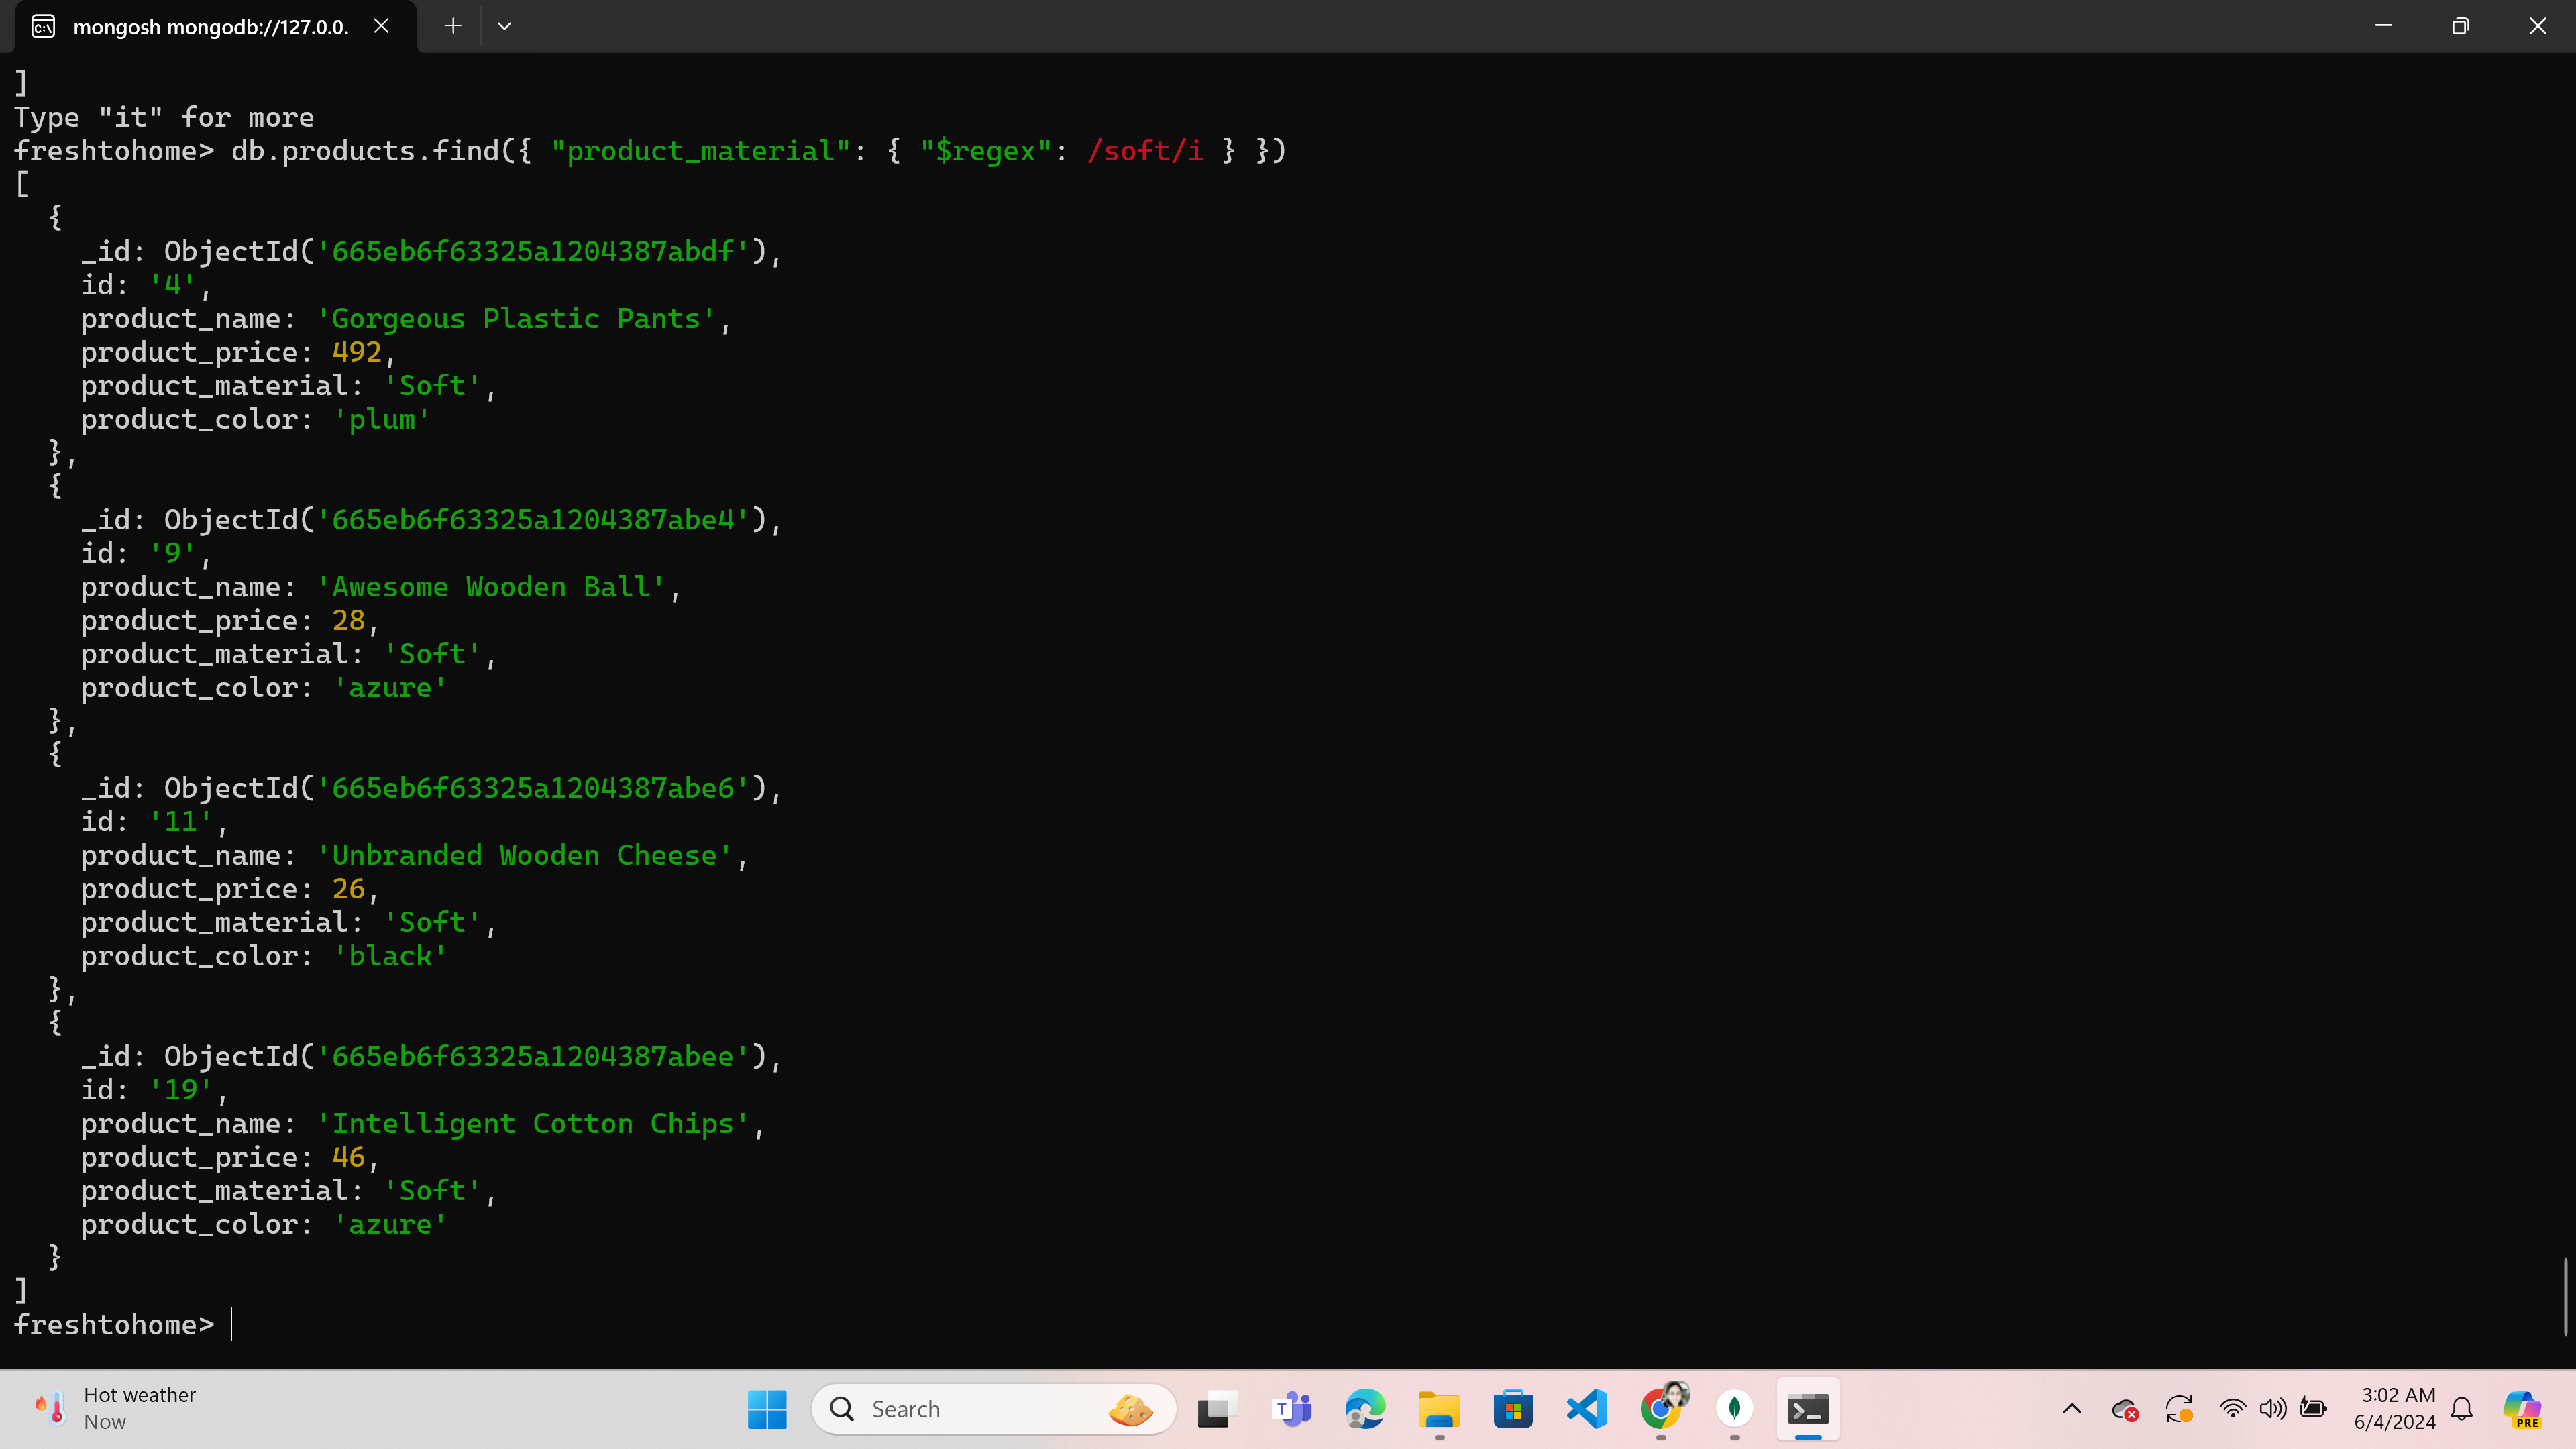 mongosh mongodb://127.0.0.
]
Type "it" for more
freshtohome> db.products.find({ "product_material": { "$regex": /soft/i } })
[
  {
    _id: ObjectId('665eb6f63325a1204387abdf'),
    id: '4',
    product_name: 'Gorgeous Plastic Pants',
    product_price: 492,
    product_material: 'Soft',
    product_color: 'plum'
  },
  {
    _id: ObjectId('665eb6f63325a1204387abe4'),
    id: '9',
    product_name: 'Awesome Wooden Ball',
    product_price: 28,
    product_material: 'Soft',
    product_color: 'azure'
  },
  {
    _id: ObjectId('665eb6f63325a1204387abe6'),
    id: '11',
    product_name: 'Unbranded Wooden Cheese',
    product_price: 26,
    product_material: 'Soft',
    product_color: 'black'
  },
  {
    _id: ObjectId('665eb6f63325a1204387abee'),
    id: '19',
    product_name: 'Intelligent Cotton Chips',
    product_price: 46,
    product_material: 'Soft',
    product_color: 'azure'
  }
]
freshtohome>
Hot weather
Now
Search
3:02 AM
6/4/2024
PRE